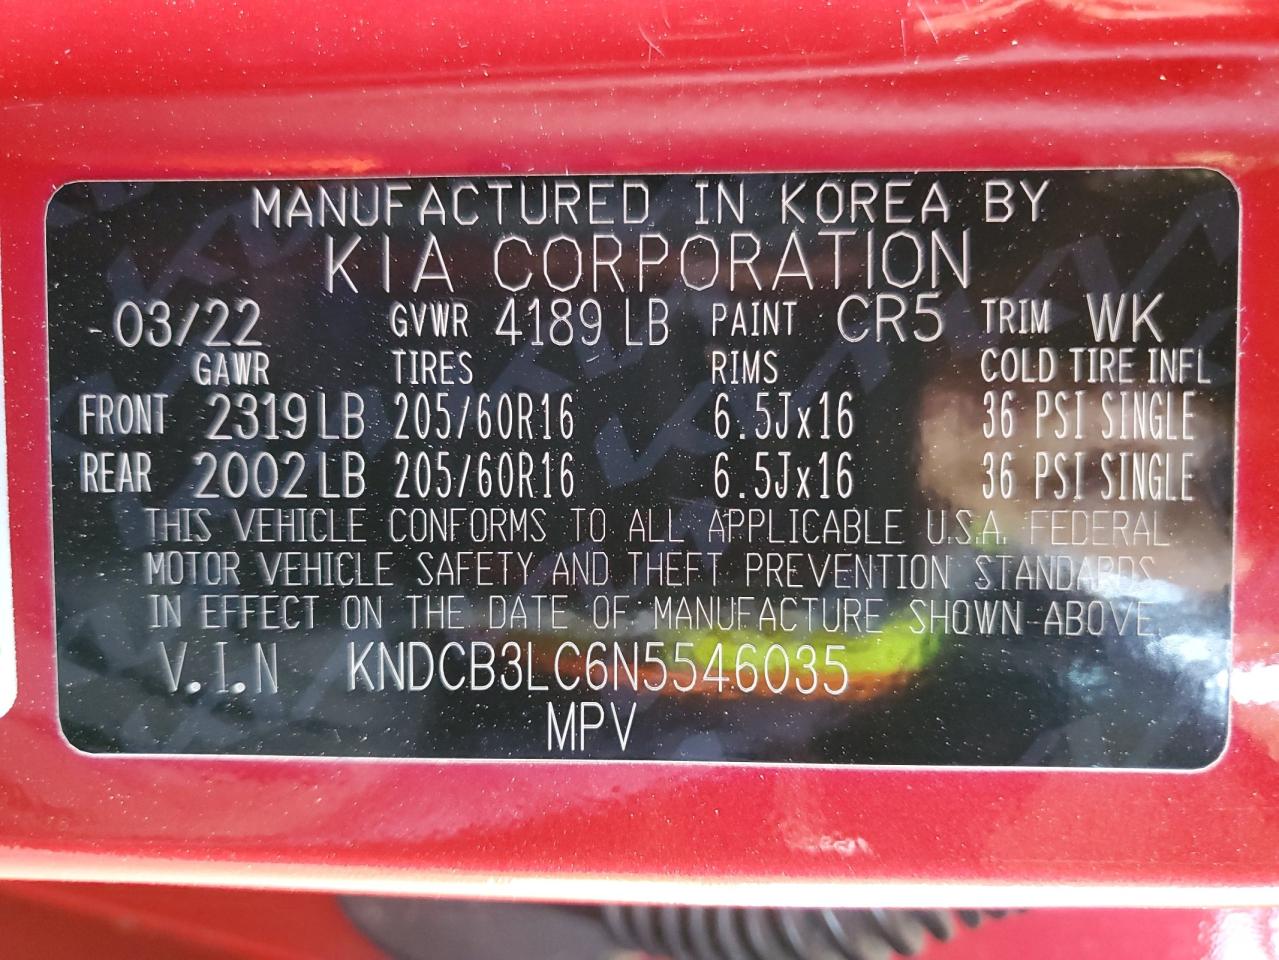 MANUFACTURED IN KOREA BY
KIA CORPORATION
03/22 GVWR 4189 LB PAINT CR5 TRIM WK
GAWR TIRES RIMS COLD TIRE INFL
FRONT 2319 LB 205/60R16 6.5Jx16 36 PSI SINGLE
REAR 2002 LB 205/60R16 6.5Jx16 36 PSI SINGLE
THIS VEHICLE CONFORMS TO ALL APPLICABLE U.S.A. FEDERAL
MOTOR VEHICLE SAFETY AND THEFT PREVENTION STANDARDS
IN EFFECT ON THE DATE OF MANUFACTURE SHOWN ABOVE.
V.I.N KNDCB3LC6N5546035
MPV